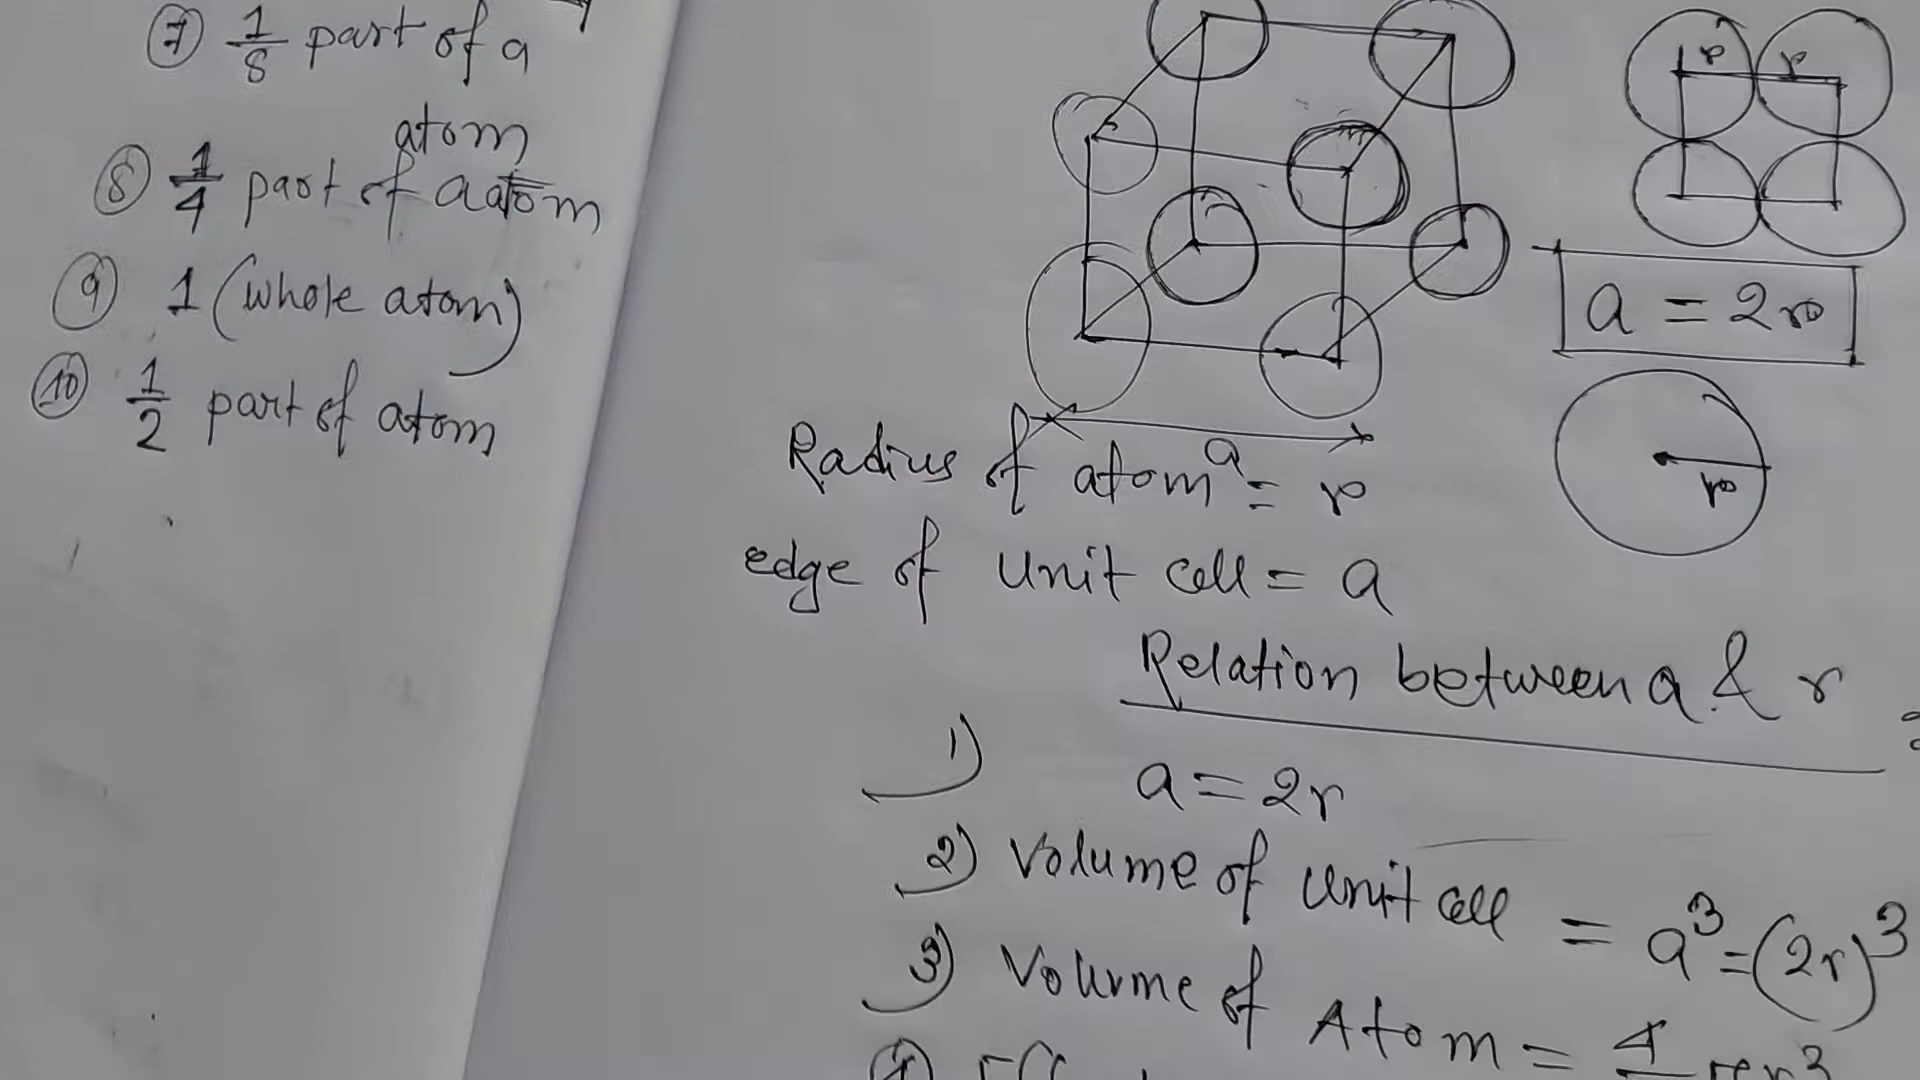 ⑦ 1/8 part of a
atom
⑧ 1/4 part of a atom
⑨ 1 (whole atom)
⑩ 1/2 part of atom
r r
a = 2r
r
a
Radius of atom = r
edge of unit cell = a
Relation between a & r
1) a = 2r
2) Volume of unit cell = a³ = (2r)³
3) Volume of Atom = 4